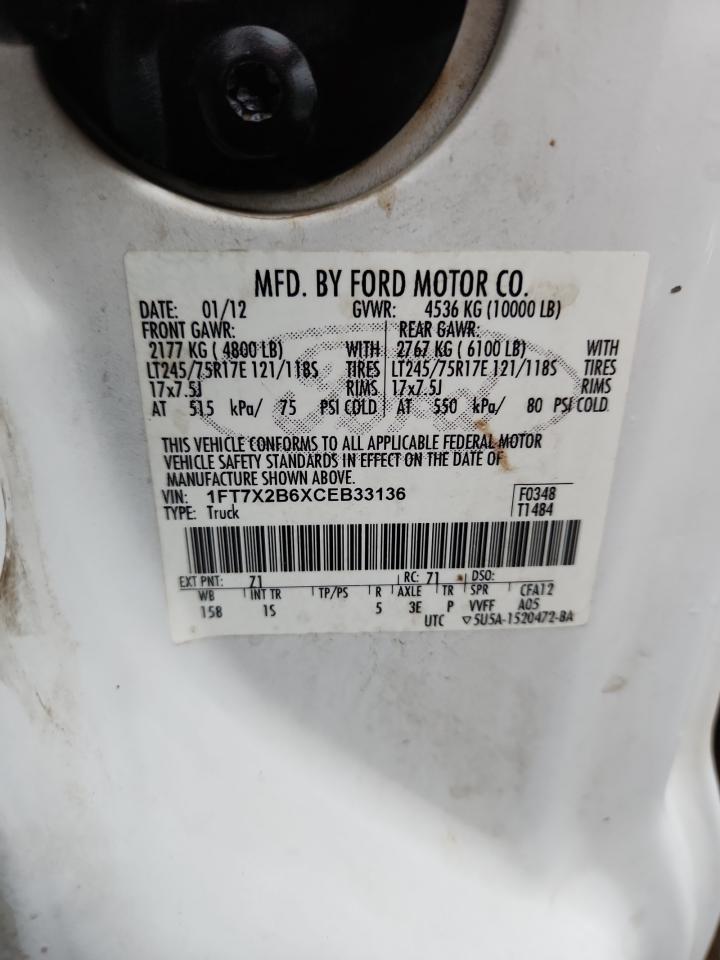 MFD. BY FORD MOTOR CO.
DATE: 01/12 GVWR: 4536 KG (10000 LB)
FRONT GAWR: REAR GAWR:
2177 KG ( 4800 LB) WITH 2767 KG ( 6100 LB) WITH
LT245/75R17E 121/118S TIRES LT245/75R17E 121/118S TIRES
17x7.5J RIMS 17x7.5J RIMS
AT 515 kPa/ 75 PSI COLD AT 550 kPa/ 80 PSI COLD
THIS VEHICLE CONFORMS TO ALL APPLICABLE FEDERAL MOTOR
VEHICLE SAFETY STANDARDS IN EFFECT ON THE DATE OF
MANUFACTURE SHOWN ABOVE.
VIN: 1FT7X2B6XCEB33136 F0348
TYPE: Truck T1484
EXT PNT: Z1 RC: 71 DSO:
WB INT TR TP/PS R AXLE TR SPR CFA12
158 1S 5 3E P VVFF A05
UTC ▽5U5A-1520472-BA